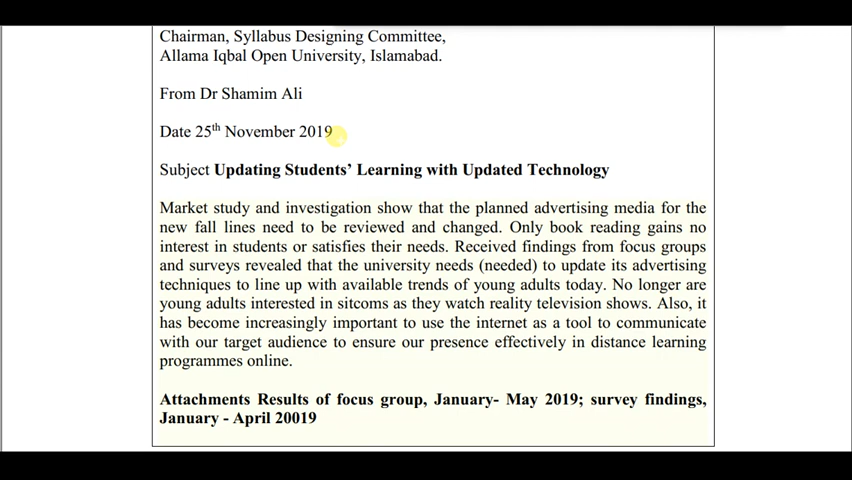 Chairman, Syllabus Designing Committee,
Allama Iqbal Open University, Islamabad.
From Dr Shamim Ali
Date 25th November 2019
Subject Updating Students’ Learning with Updated Technology
Market study and investigation show that the planned advertising media for the
new fall lines need to be reviewed and changed. Only book reading gains no
interest in students or satisfies their needs. Received findings from focus groups
and surveys revealed that the university needs (needed) to update its advertising
techniques to line up with available trends of young adults today. No longer are
young adults interested in sitcoms as they watch reality television shows. Also, it
has become increasingly important to use the internet as a tool to communicate
with our target audience to ensure our presence effectively in distance learning
programmes online.
Attachments Results of focus group, January- May 2019; survey findings,
January - April 20019